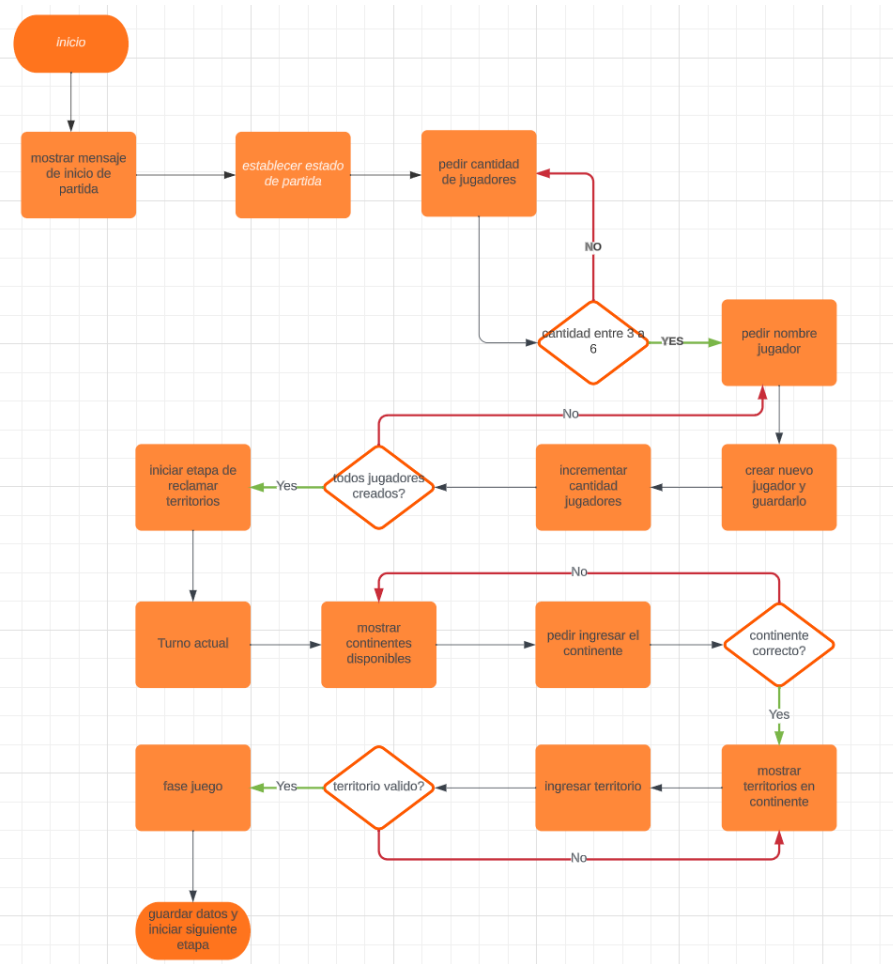 inicio
mostrar mensaje
de inicio de
partida
establecer estado
de partida
pedir cantidad
de jugadores
NO
cantidad entre 3 a
6
YES
pedir nombre
jugador
No
iniciar etapa de
reclamar
territorios
Yes
todos jugadores
creados?
incrementar
cantidad
jugadores
crear nuevo
jugador y
guardarlo
No
Turno actual
mostrar
continentes
disponibles
pedir ingresar el
continente
continente
correcto?
Yes
fase juego
Yes
territorio valido?
ingresar territorio
mostrar
territorios en
continente
No
guardar datos y
iniciar siguiente
etapa